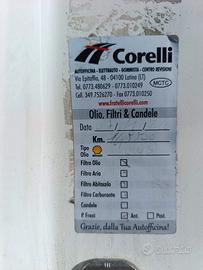 Corelli
AUTOFFICINA - ELETTRAUTO - GOMMISTA - CENTRO REVISIONI
Via Epitaffio, 48 - 04100 Latina (LT)
Tel. 0773.480629 - 0773.010249
Cell. 349.7526270 - Fax 0773.010250
www.fratellicorelli.com
MCTC
Olio, Filtri & Candele
Data
Km.
Tipo
Olio
Filtro Olio
Filtro Aria
Filtro Abitacolo
Filtro Carburante
Candele
P. Freni Ant. Post.
Grazie, dalla Tua Autofficina!